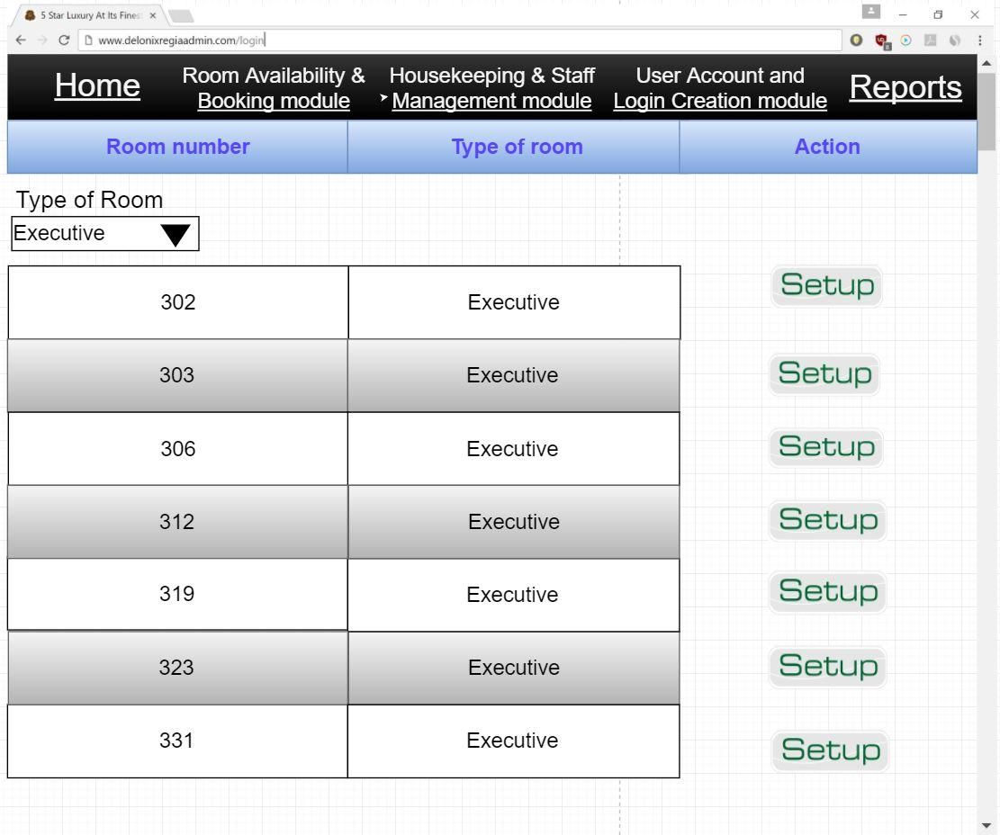 5 Star Luxury At Its Fines
www.delonixregiaadmin.com/login
Home
Room Availability &
Booking module
Housekeeping & Staff
Management module
User Account and
Login Creation module
Reports
Room number
Type of room
Action
Type of Room
Executive
302
Executive
Setup
303
Executive
Setup
306
Executive
Setup
312
Executive
Setup
319
Executive
Setup
323
Executive
Setup
331
Executive
Setup